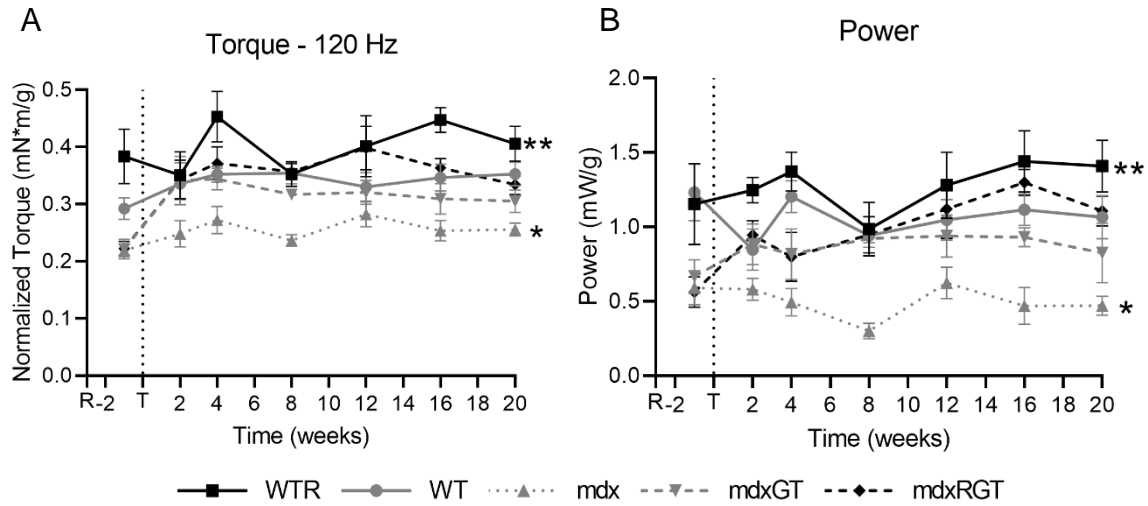 A
Torque - 120 Hz
Normalized Torque (mN*m/g)
0.5
0.4
0.3
0.2
0.1
0.0
**
*
R -2 T 2 4 6 8 10 12 14 16 18 20
Time (weeks)
B
Power
Power (mW/g)
2.0
1.5
1.0
0.5
0.0
**
*
R -2 T 2 4 6 8 10 12 14 16 18 20
Time (weeks)
WTR WT mdx mdxGT mdxRGT